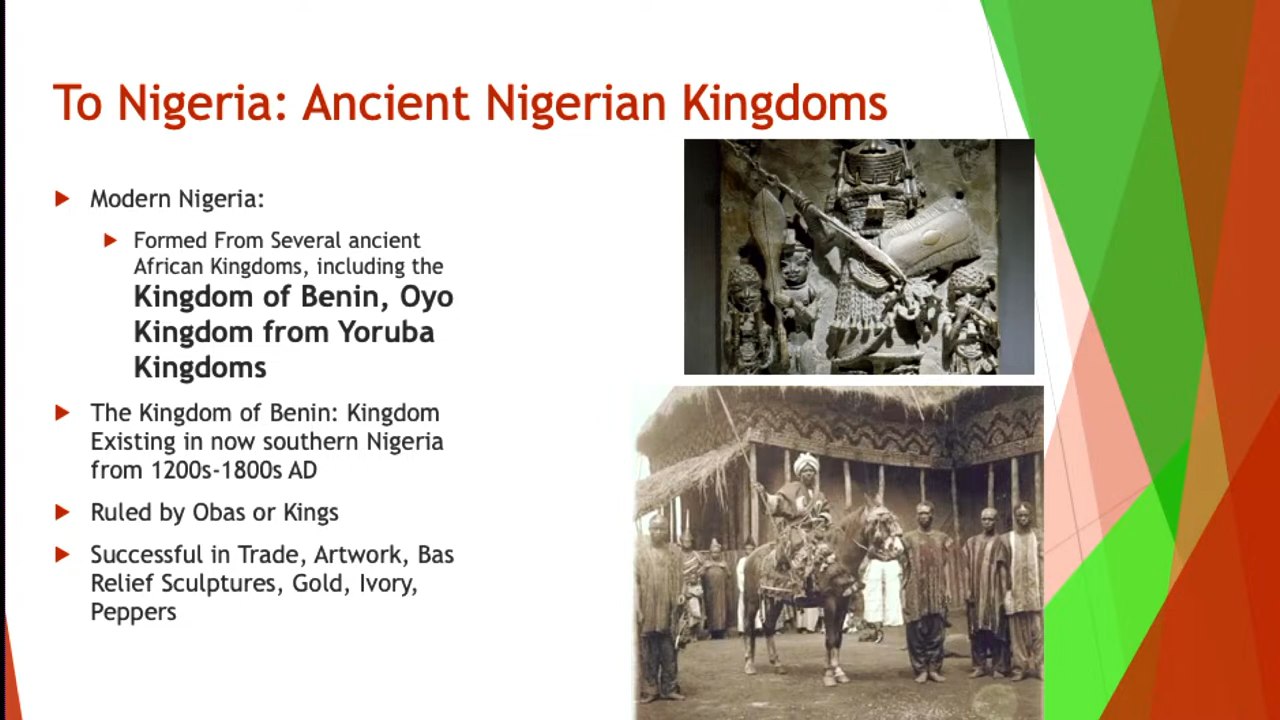 To Nigeria: Ancient Nigerian Kingdoms
Modern Nigeria:
Formed From Several ancient
African Kingdoms, including the
Kingdom of Benin, Oyo
Kingdom from Yoruba
Kingdoms
The Kingdom of Benin: Kingdom
Existing in now southern Nigeria
from 1200s-1800s AD
Ruled by Obas or Kings
Successful in Trade, Artwork, Bas
Relief Sculptures, Gold, Ivory,
Peppers